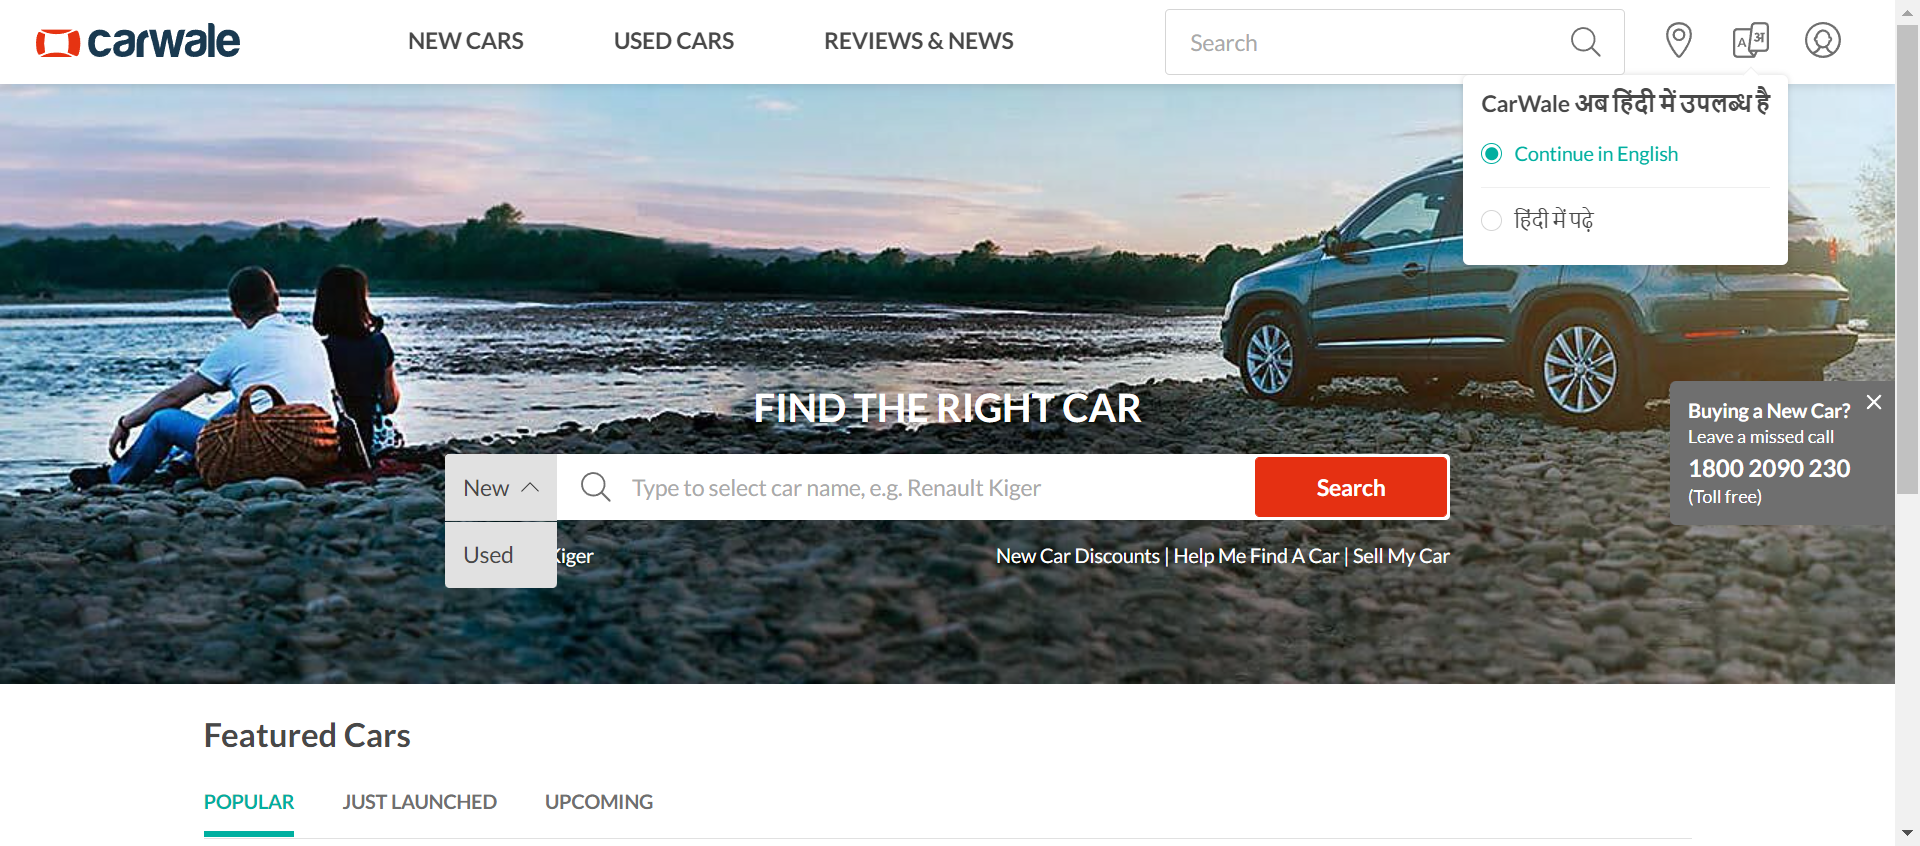 carwale
NEW CARS
USED CARS
REVIEWS & NEWS
Search
A अ
CarWale अब हिंदी में उपलब्ध है
Continue in English
हिंदी में पढ़े
FIND THE RIGHT CAR
New
Type to select car name, e.g. Renault Kiger
Search
Used
Kiger
New Car Discounts | Help Me Find A Car | Sell My Car
Buying a New Car?
Leave a missed call
1800 2090 230
(Toll free)
Featured Cars
POPULAR
JUST LAUNCHED
UPCOMING